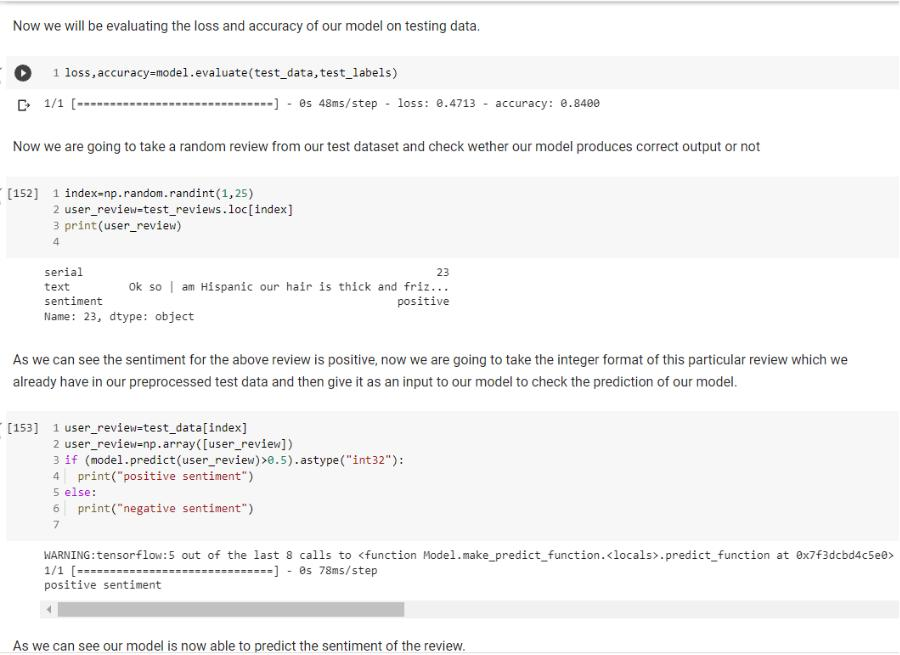 Now we will be evaluating the loss and accuracy of our model on testing data.
1 loss,accuracy=model.evaluate(test_data,test_labels)
1/1 [==============================] - 0s 48ms/step - loss: 0.4713 - accuracy: 0.8400
Now we are going to take a random review from our test dataset and check wether our model produces correct output or not
[152] 1 index=np.random.randint(1,25)
2 user_review=test_reviews.loc[index]
3 print(user_review)
4
serial 23
text Ok so | am Hispanic our hair is thick and friz...
sentiment positive
Name: 23, dtype: object
As we can see the sentiment for the above review is positive, now we are going to take the integer format of this particular review which we
already have in our preprocessed test data and then give it as an input to our model to check the prediction of our model.
[153] 1 user_review=test_data[index]
2 user_review=np.array([user_review])
3 if (model.predict(user_review)>0.5).astype("int32"):
4 print("positive sentiment")
5 else:
6 print("negative sentiment")
7
WARNING:tensorflow:5 out of the last 8 calls to <function Model.make_predict_function.<locals>.predict_function at 0x7f3dcbd4c5e0>
1/1 [==============================] - 0s 78ms/step
positive sentiment
As we can see our model is now able to predict the sentiment of the review.